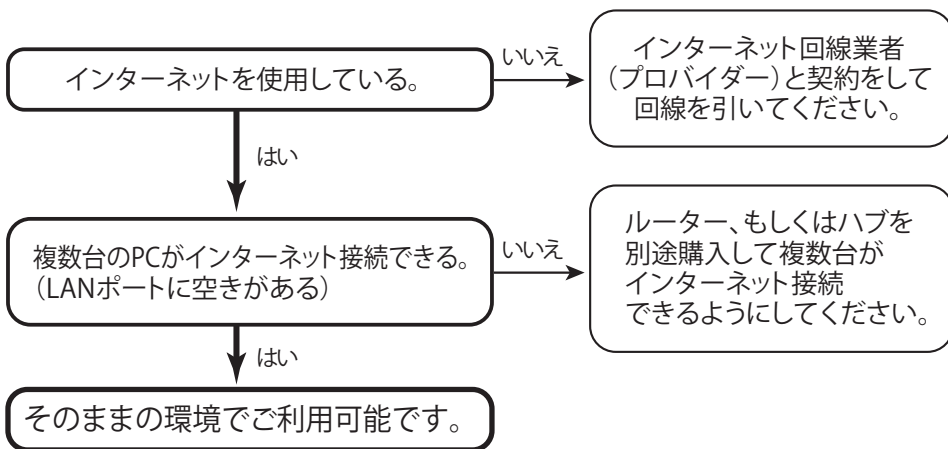 インターネットを使用している。
いいえ
インターネット回線業者
（プロバイダー）と契約をして
回線を引いてください。
はい
複数台のPCがインターネット接続できる。
（LANポートに空きがある）
いいえ
ルーター、もしくはハブを
別途購入して複数台が
インターネット接続
できるようにしてください。
はい
そのままの環境でご利用可能です。